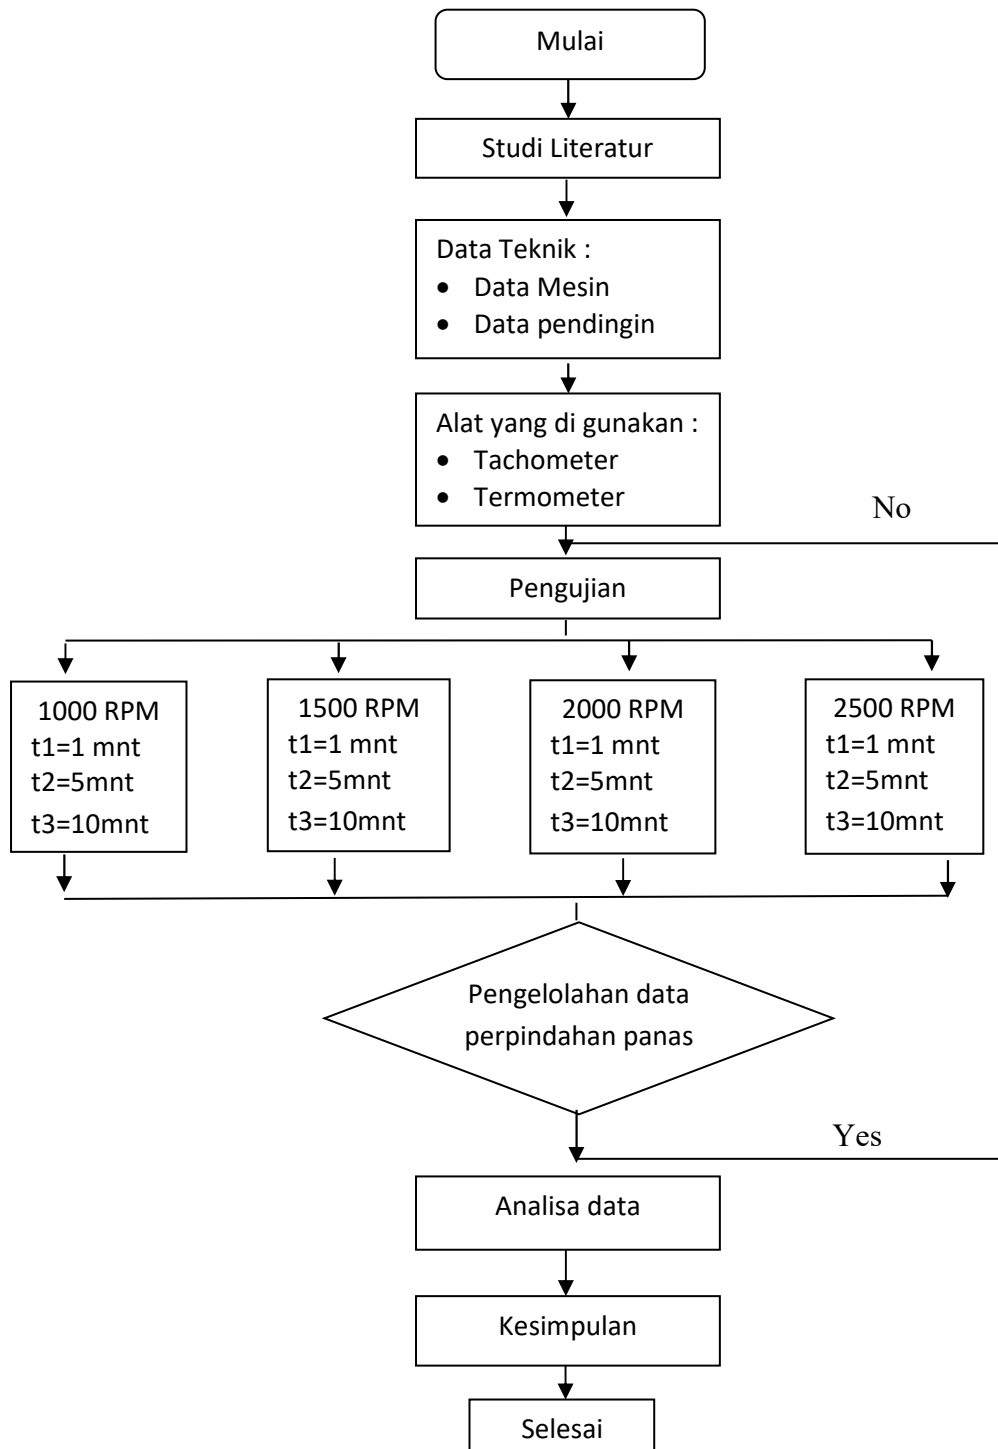 Mulai
Studi Literatur
Data Teknik :
• Data Mesin
• Data pendingin
Alat yang di gunakan :
• Tachometer
• Termometer
No
Pengujian
1000 RPM
t1=1 mnt
t2=5mnt
t3=10mnt
1500 RPM
t1=1 mnt
t2=5mnt
t3=10mnt
2000 RPM
t1=1 mnt
t2=5mnt
t3=10mnt
2500 RPM
t1=1 mnt
t2=5mnt
t3=10mnt
Pengelolahan data
perpindahan panas
Yes
Analisa data
Kesimpulan
Selesai